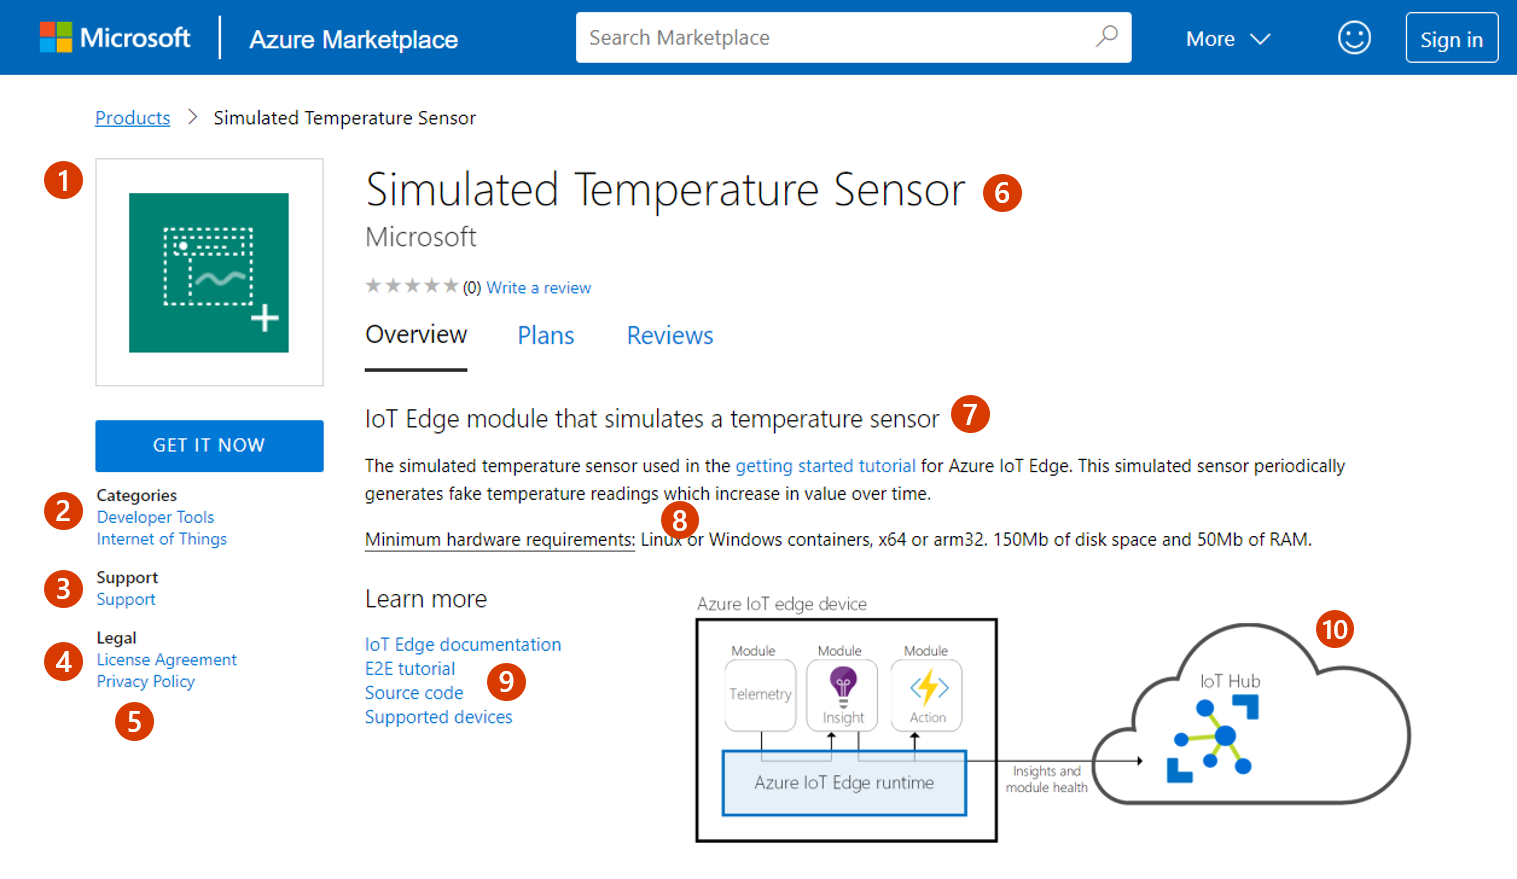 Microsoft
Azure Marketplace
Search Marketplace
More
Sign in
Products
Simulated Temperature Sensor
1
Simulated Temperature Sensor
6
Microsoft
(0) Write a review
Overview
Plans
Reviews
IoT Edge module that simulates a temperature sensor
7
The simulated temperature sensor used in the getting started tutorial for Azure IoT Edge. This simulated sensor periodically
generates fake temperature readings which increase in value over time.
8
Minimum hardware requirements: Linux or Windows containers, x64 or arm32. 150Mb of disk space and 50Mb of RAM.
GET IT NOW
2
Categories
Developer Tools
Internet of Things
3
Support
Support
4
Legal
License Agreement
Privacy Policy
5
Learn more
IoT Edge documentation
E2E tutorial
Source code
Supported devices
9
Azure IoT edge device
Module
Telemetry
Module
Insight
Module
Action
Azure IoT Edge runtime
Insights and
module health
IoT Hub
10